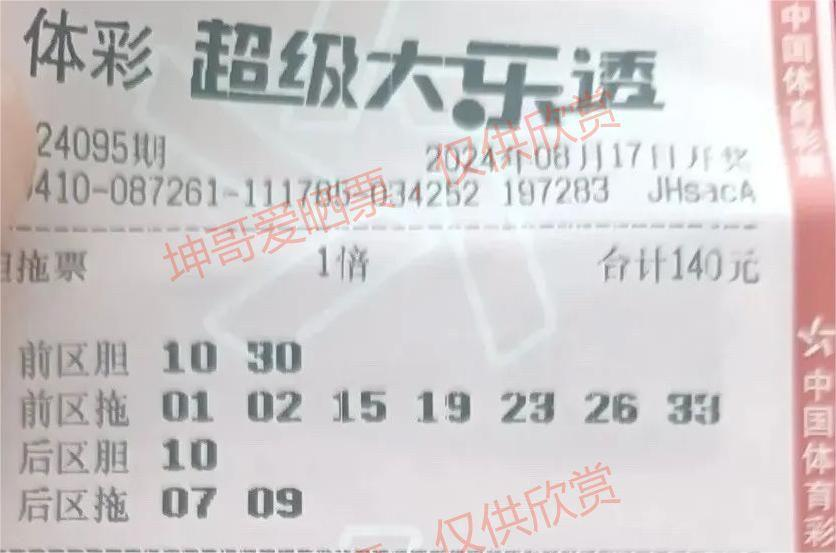 体彩 超级大乐透
24095期 2024年08月17日开奖
410-087261-111785-034252 197283 JHsacA
胆拖票 1倍 合计140元
前区胆 10 30
前区拖 01 02 15 19 23 26 33
后区胆 10
后区拖 07 09
坤哥爱晒票 仅供欣赏
仅供欣赏
中国体育彩票
中国体育彩